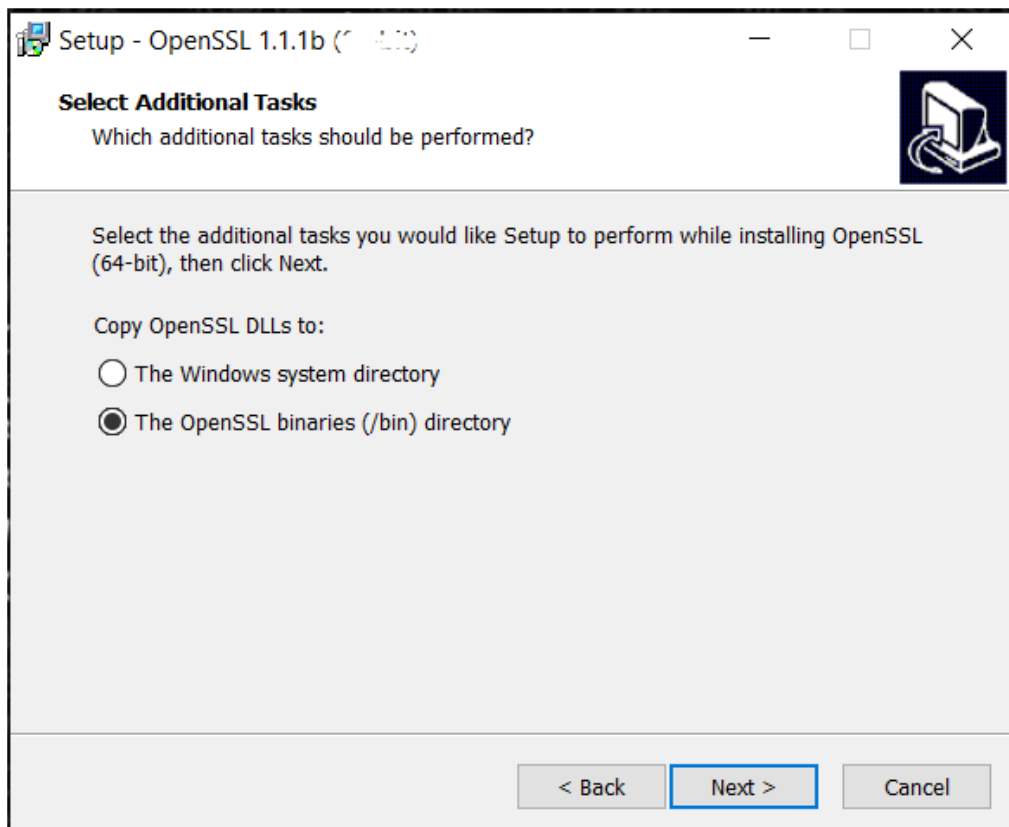 Setup - OpenSSL 1.1.1b
Select Additional Tasks
Which additional tasks should be performed?
Select the additional tasks you would like Setup to perform while installing OpenSSL
(64-bit), then click Next.
Copy OpenSSL DLLs to:
The Windows system directory
The OpenSSL binaries (/bin) directory
< Back
Next >
Cancel